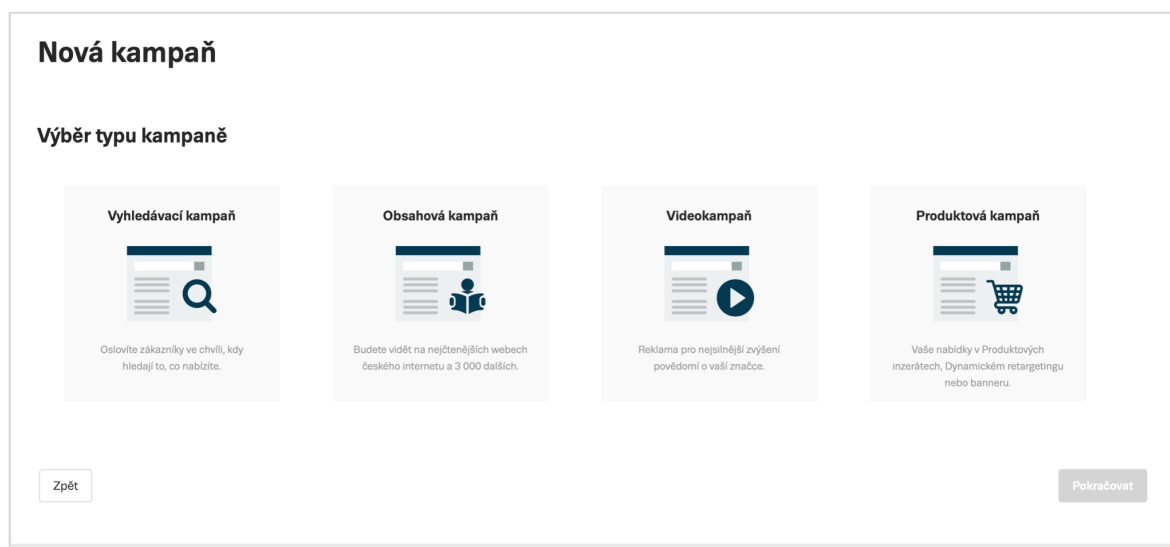 Nová kampaň
Výběr typu kampaně
Vyhledávací kampaň
Oslovíte zákazníky ve chvíli, kdy
hledají to, co nabízíte.
Obsahová kampaň
Budete vidět na nejčtenějších webech
českého internetu a 3 000 dalších.
Videokampaň
Reklama pro nejsilnější zvýšení
povědomí o vaší značce.
Produktová kampaň
Vaše nabídky v Produktových
inzerátech, Dynamickém retargetingu
nebo banneru.
Zpět
Pokračovat